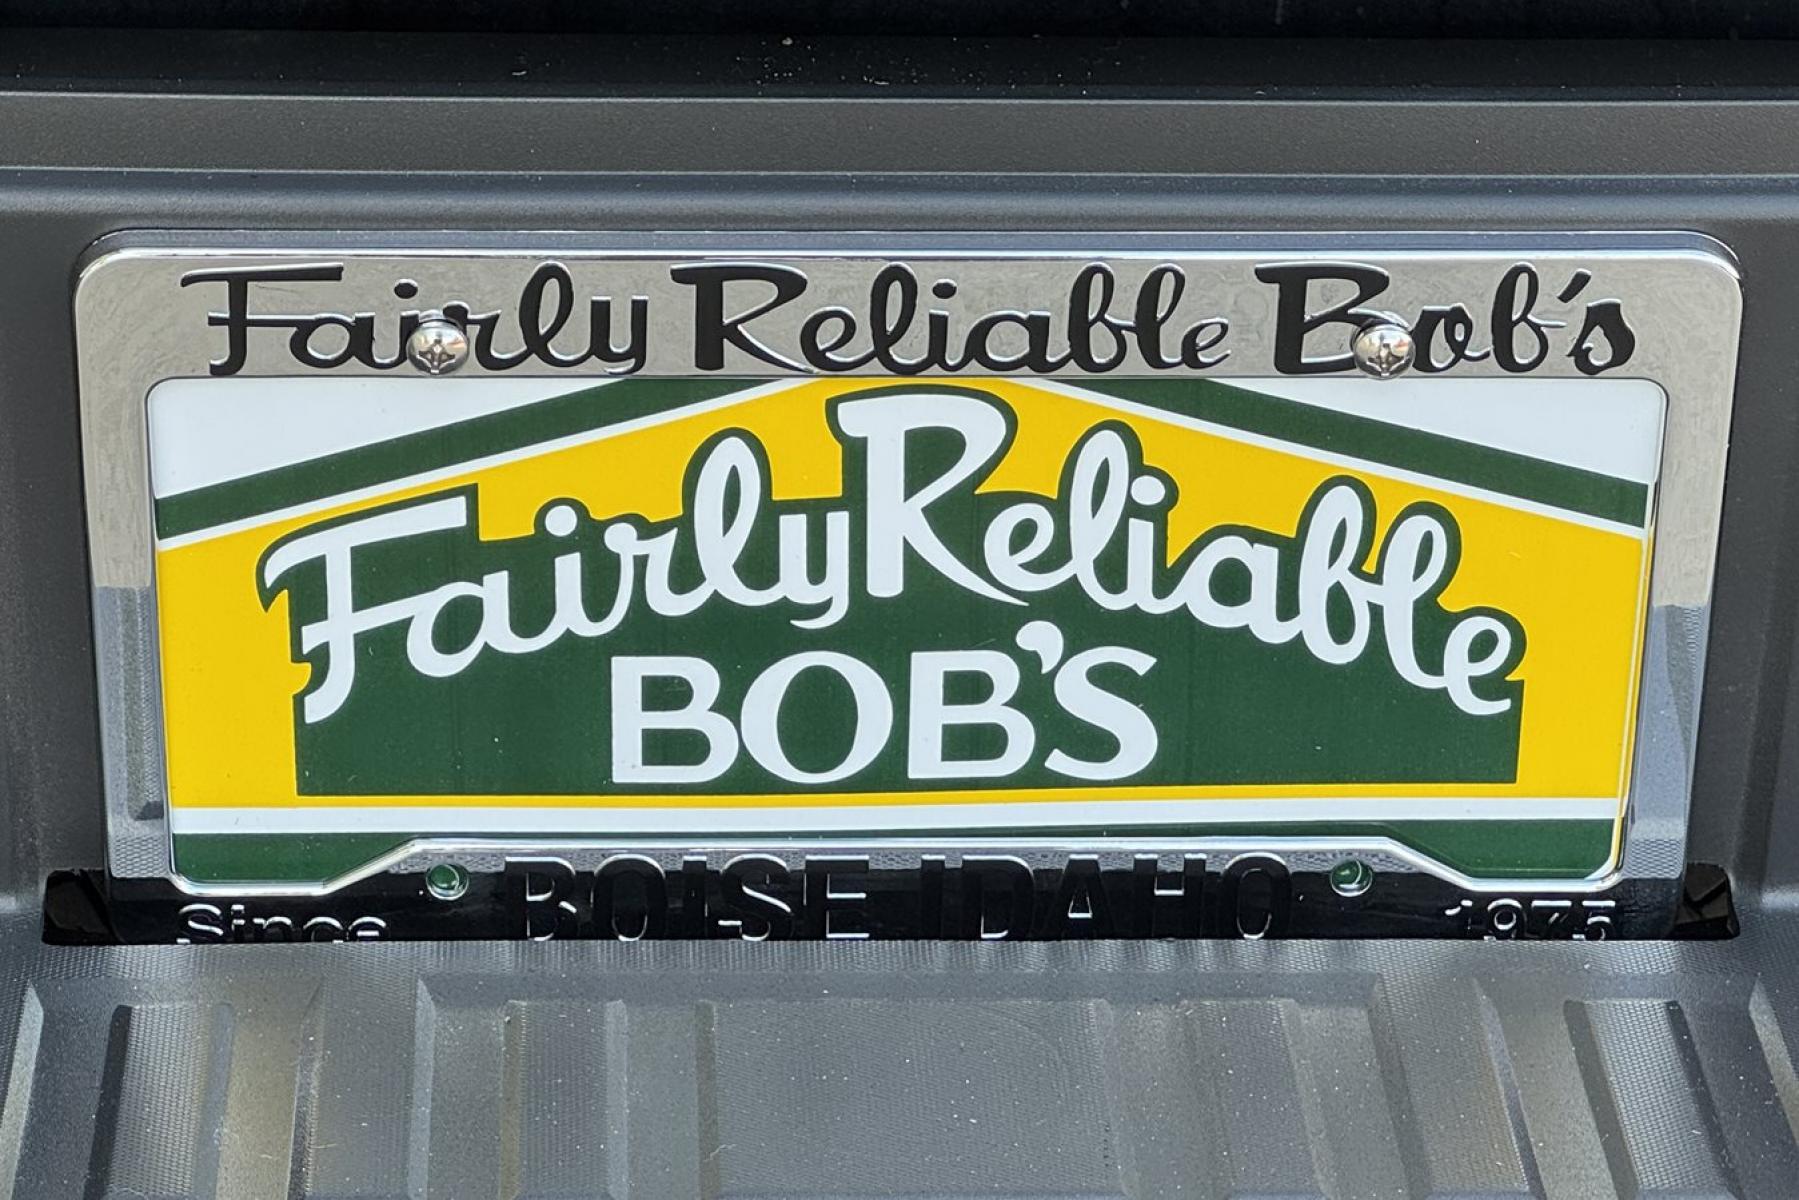 Fairly Reliable Bob's
Fairly Reliable
BOB'S
BOISE IDAHO
Since 1975